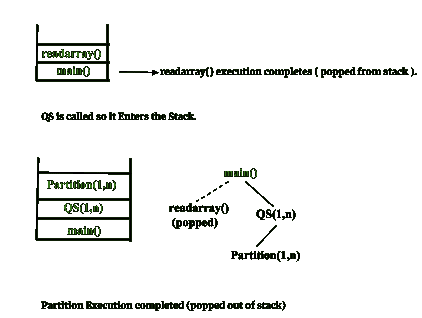 readarray()
main()
readarray() execution completes ( popped from stack ).
QS is called so it Enters the Stack.
Partition(1,n)
QS(1,n)
main()
main()
readarray()
(popped)
QS(1,n)
Partition(1,n)
Partition Execution completed (popped out of stack)